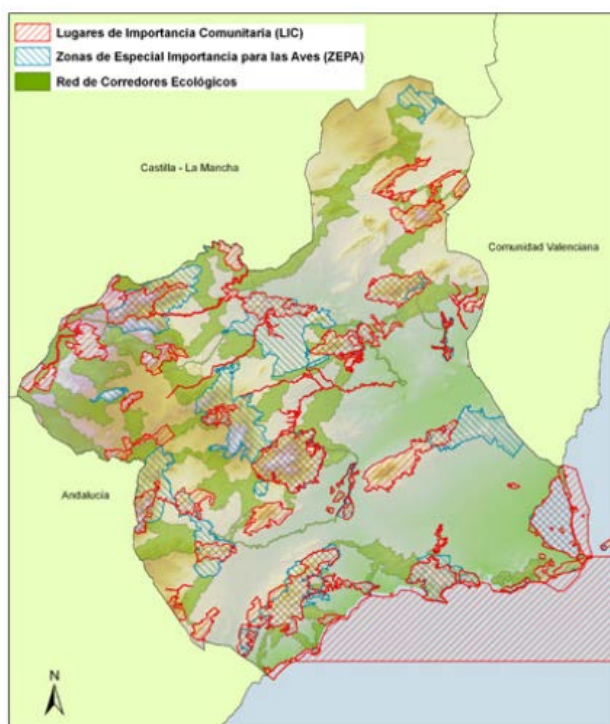 Lugares de Importancia Comunitaria (LIC)
Zonas de Especial Importancia para las Aves (ZEPA)
Red de Corredores Ecológicos
Castilla - La Mancha
Comunidad Valenciana
Andalucía
N